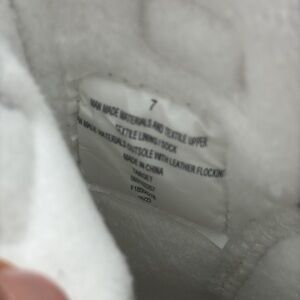 7
MAN MADE MATERIALS AND TEXTILE UPPER
TEXTILE LINING/SOCK
MAN MADE MATERIALS OUTSOLE WITH LEATHER FLOCKING
MADE IN CHINA
TARGET